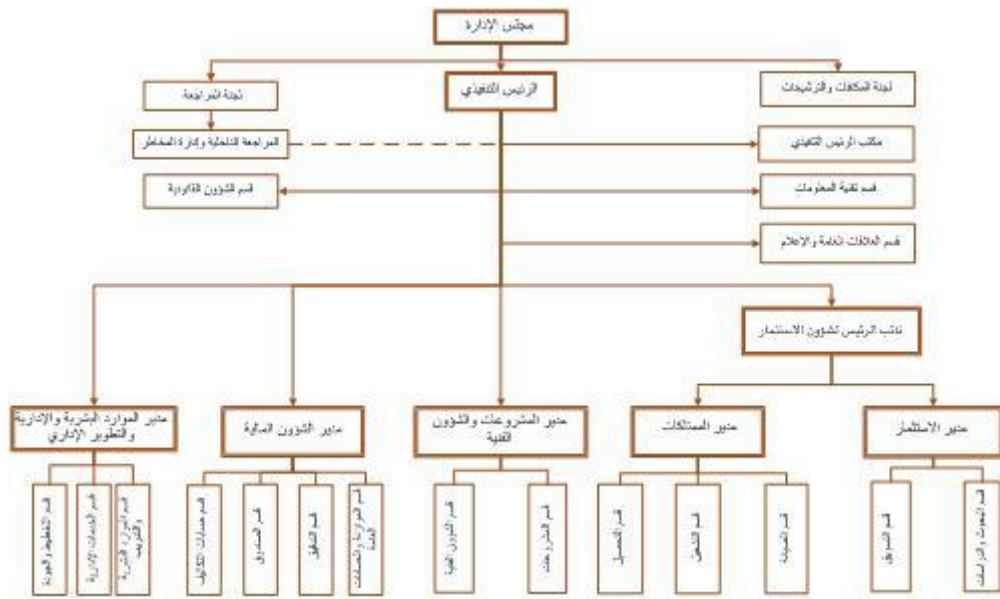 مجلس الإدارة
لجنة المكافآت والترشيحات
الرئيس التنفيذي
لجنة المراجعة
مكتب الرئيس التنفيذي
المراجعة الداخلية وإدارة المخاطر
قسم تقنية المعلومات
قسم الشؤون القانونية
قسم العلاقات العامة والإعلام
نائب الرئيس لشؤون الاستثمار
مدير الاستثمار
مدير الممتلكات
مدير المشروعات والشؤون
الفنية
مدير الشؤون المالية
مدير الموارد البشرية والإدارية
والتطوير الإداري
قسم البحوث والدراسات
قسم التسويق
قسم الصيانة
قسم التشغيل
قسم التحصيل
قسم المشروعات
قسم الشؤون الفنية
قسم الموازنة والحسابات
العامة
قسم التدقيق
قسم الصندوق
قسم حسابات التكاليف
قسم الموارد البشرية
والتدريب
قسم الخدمات الإدارية
قسم التخطيط والجودة